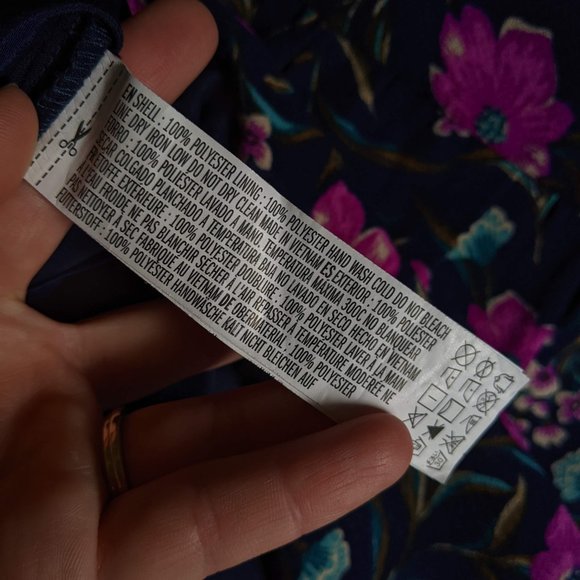 EN SHELL : 100% POLYESTER LINING : 100% POLYESTER HAND WASH COLD DO NOT BLEACH
LINE DRY IRON LOW DO NOT DRY CLEAN MADE IN VIETNAM ES EXTERIOR : 100% POLYESTER
FORRO : 100% POLIESTER LAVADO A MANO, TEMPERATURA MÁXIMA 300C NO BLANQUEAR
SECAR COLGADO PLANCHADO A TEMPERATURA BAJA NO LAVADO EN SECO HECHO EN VIETNAM
FR ETOFFE EXTERIEURE : 100% POLYESTER DOUBLURE : 100% POLYESTER LAVER A LA MAIN
A L'EAU FROIDE NE PAS BLANCHIR SECHER A L'AIR REPASSER A TEMPERATURE MODÉRÉE NE
PAS NETTOYER A SEC FABRIQUE AU VIETNAM DE OBERMATERIAL : 100% POLYESTER
FUTTERSTOFF : 100% POLYESTER HANDWÄSCHE- KALT NICHT BLEICHEN AUF